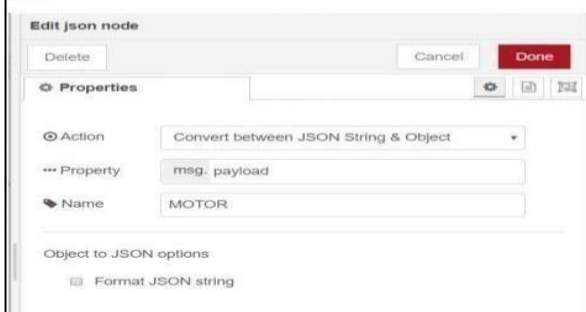 Edit json node
Delete Cancel Done
Properties
Action Convert between JSON String & Object
Property msg. payload
Name MOTOR
Object to JSON options
Format JSON string